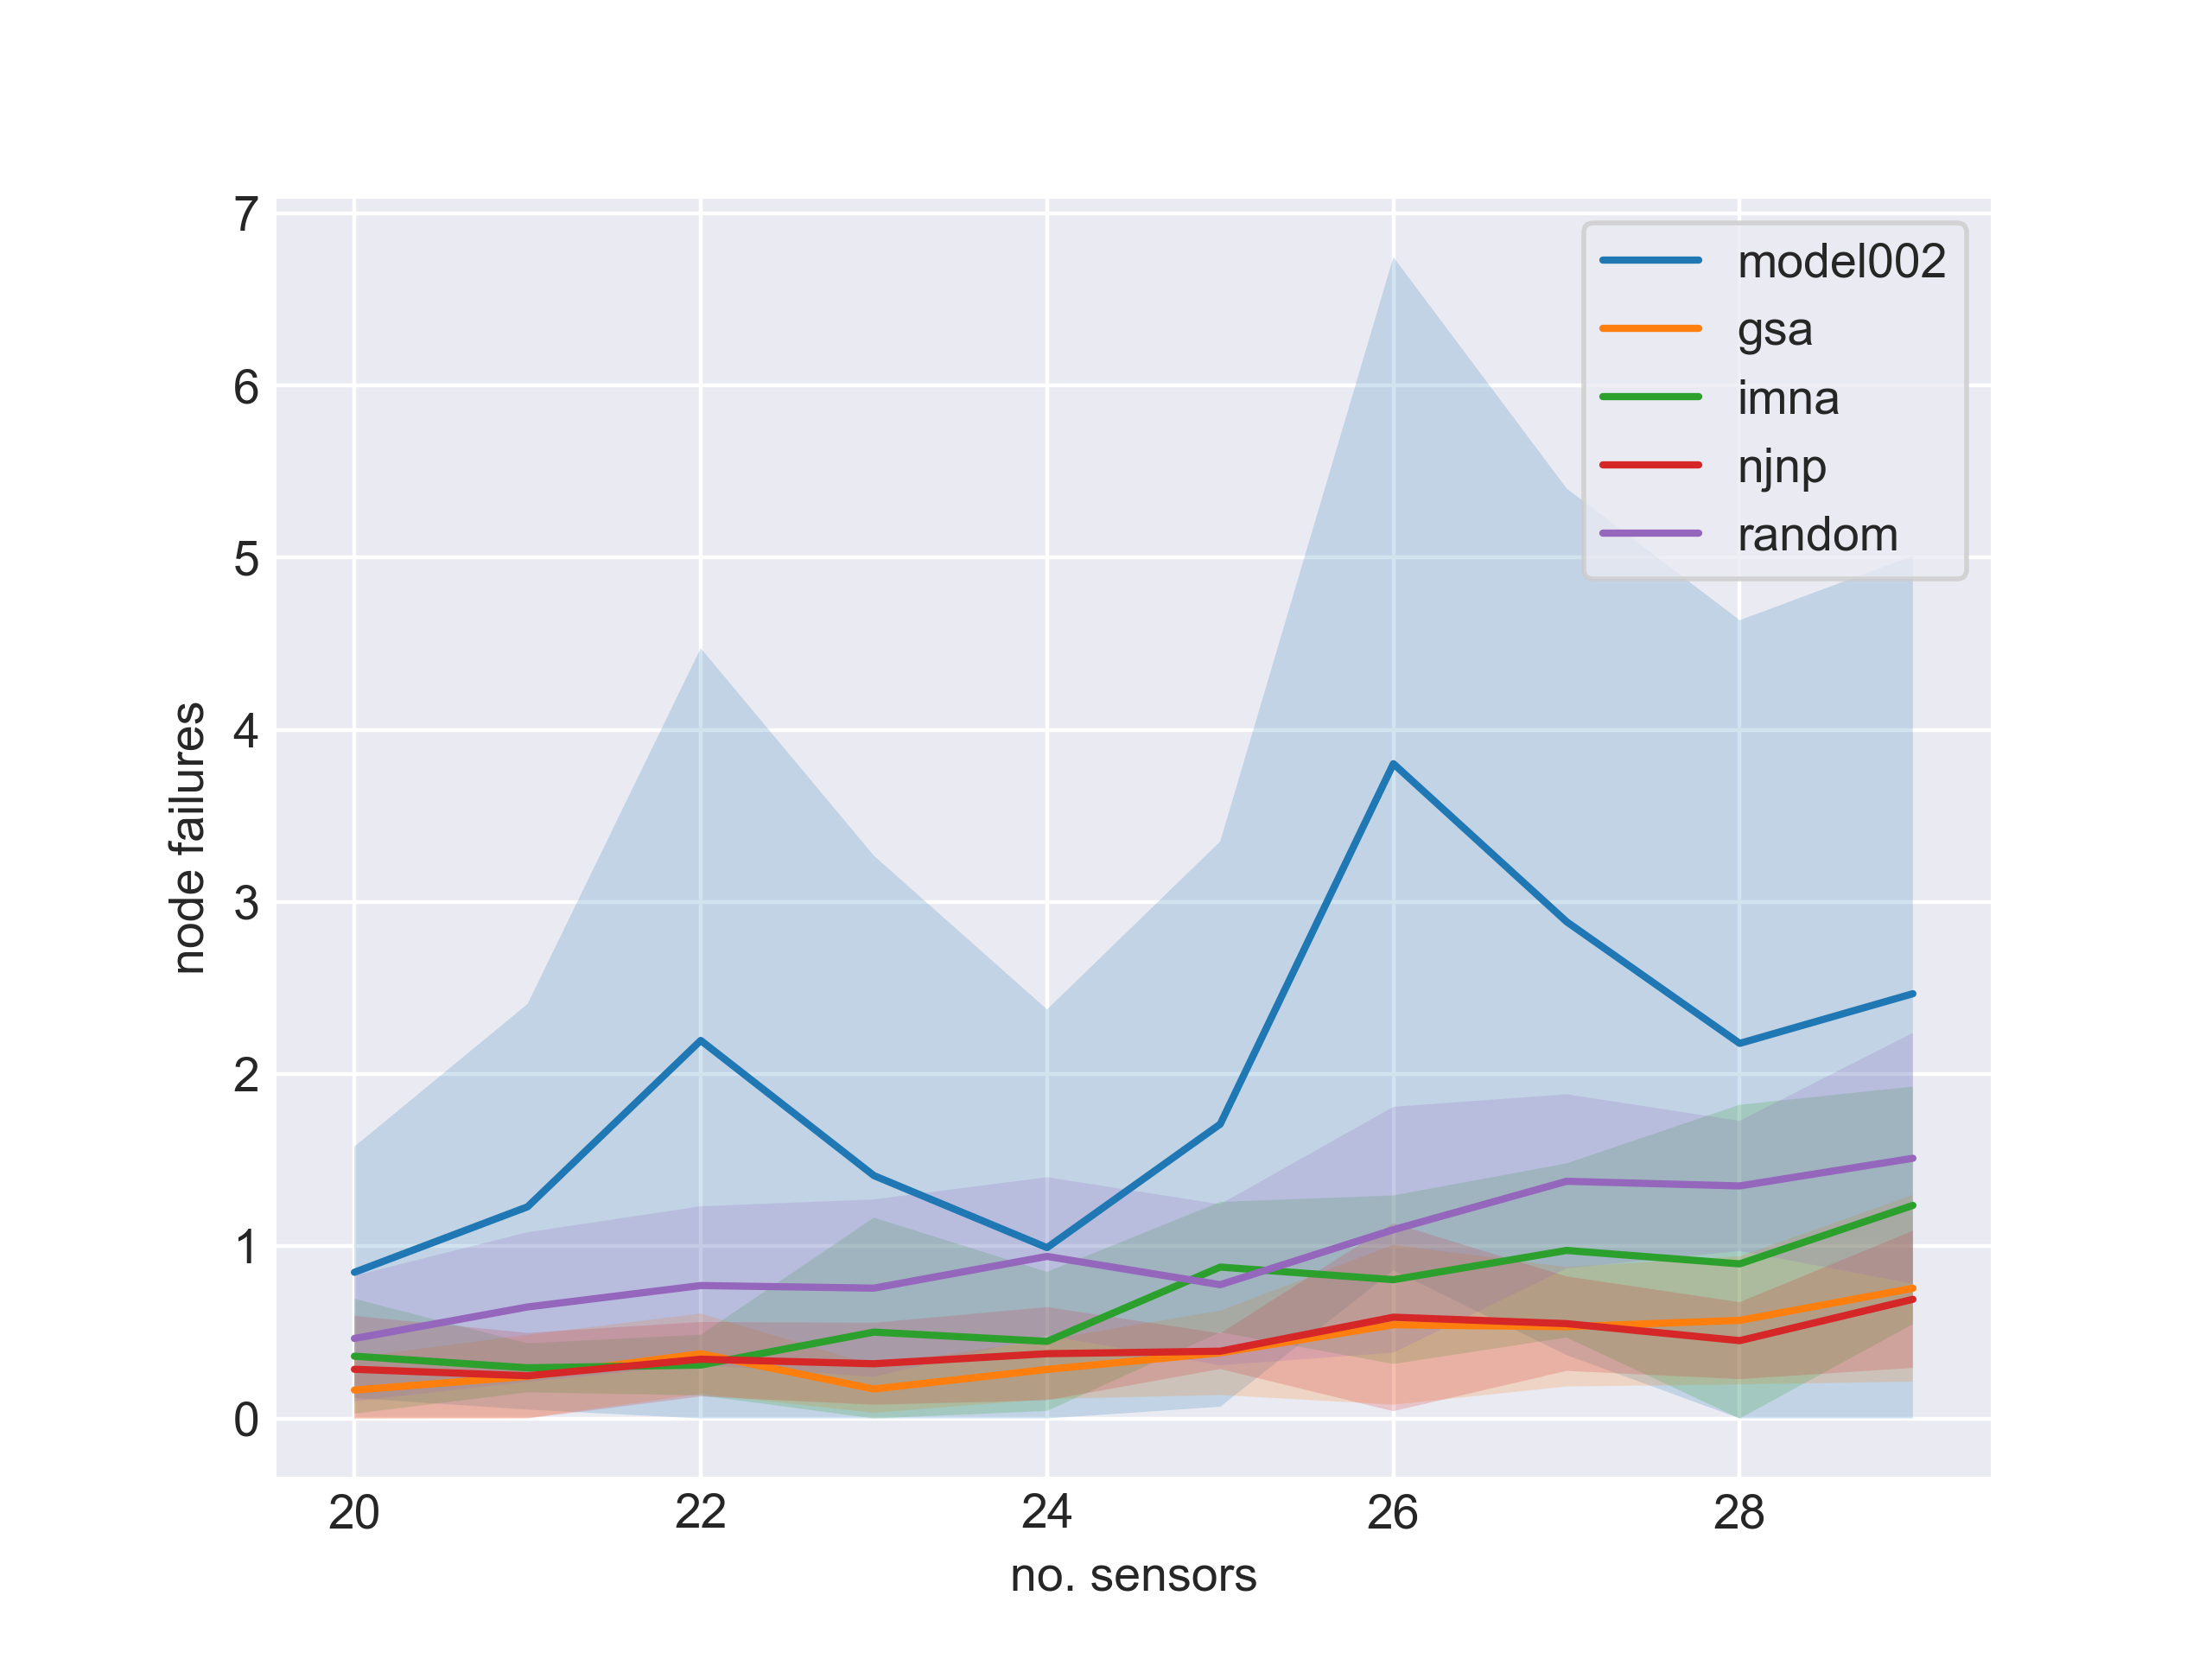 7
6
5
4
3
2
1
0
node failures
20 22 24 26 28
no. sensors
model002
gsa
imna
njnp
random